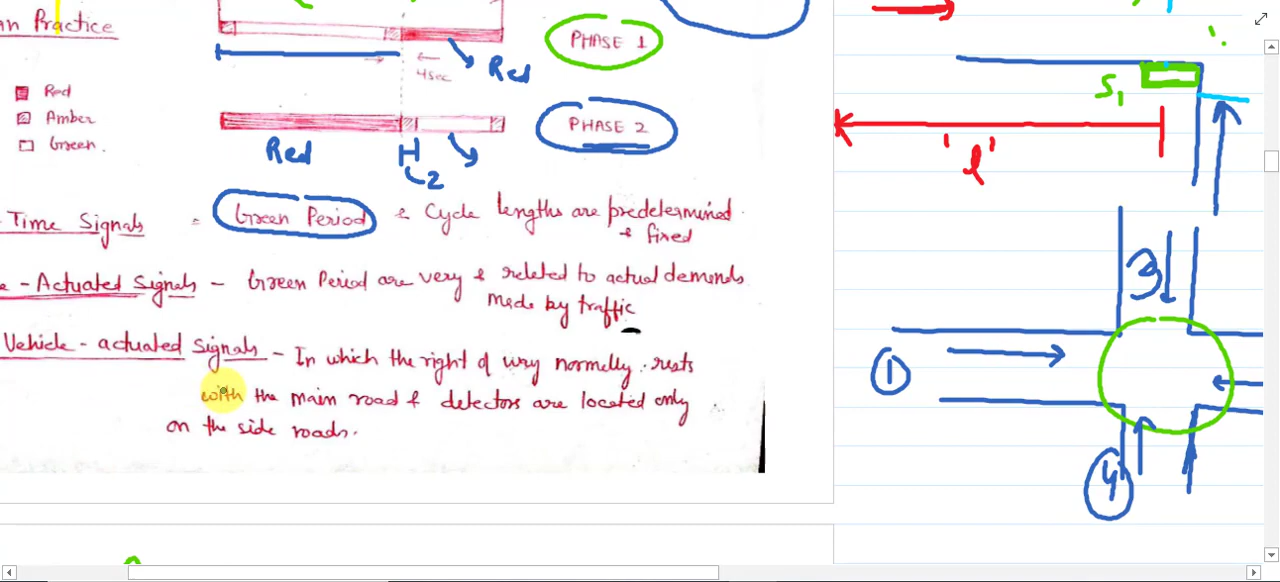 n Practice
PHASE 1
4sec
Red
Red
Amber
Green.
PHASE 2
Red
2
Time Signals = Green Period & Cycle lengths are predetermined
& fixed
- Actuated Signals - Green Period are very & related to actual demands
made by traffic
Vehicle - actuated signals - In which the right of way normally rests
with the main road & detectors are located only
on the side roads.
S1
'l'
3
1
4